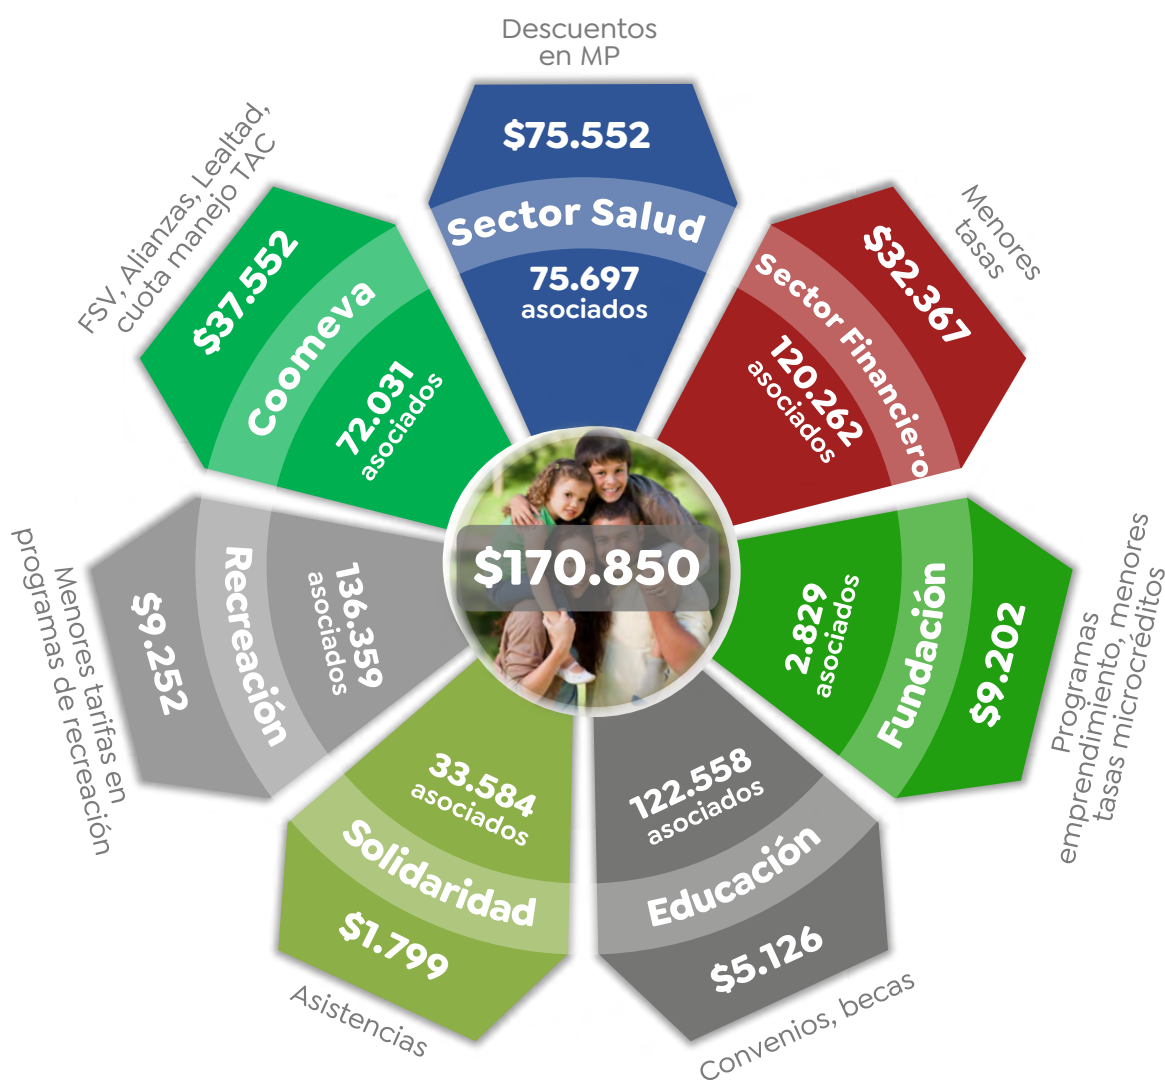 Descuentos
en MP
$75.552
Sector Salud
75.697
asociados
Menores
tasas
$32.367
Sector Financiero
120.262
asociados
Programas
emprendimiento, menores
tasas microcréditos
$9.202
Fundación
2.829
asociados
122.558
asociados
Educación
$5.126
Convenios, becas
33.584
asociados
Solidaridad
$1.799
Asistencias
Menores tarifas en
programas de recreación
$9.252
Recreación
136.359
asociados
FSV, Alianzas, Lealtad,
cuota manejo TAC
$37.552
Coomeva
72.031
asociados
$170.850